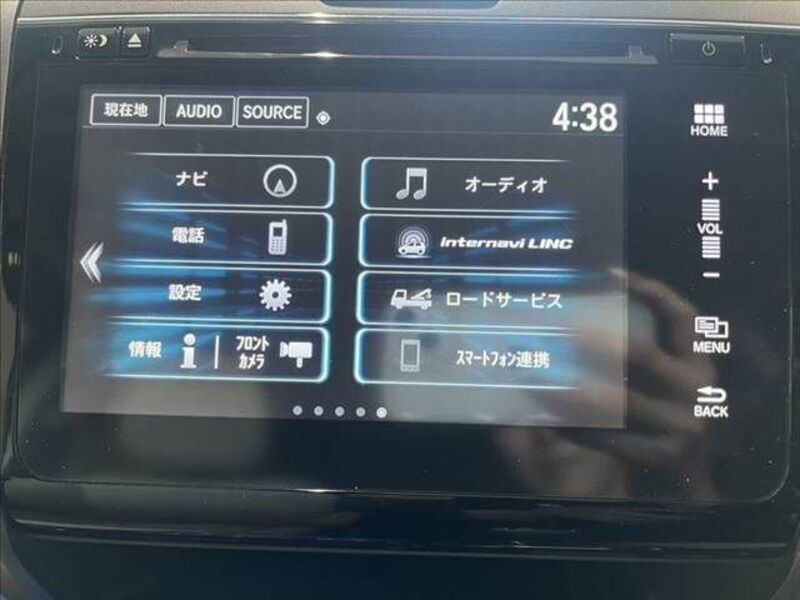 現在地 AUDIO SOURCE 4:38
HOME
ナビ オーディオ
+
VOL
電話 internavi LINC
−
設定 ロードサービス
MENU
情報 ﾌﾛﾝﾄ
ｶﾒﾗ
ｽﾏｰﾄﾌｫﾝ連携
BACK